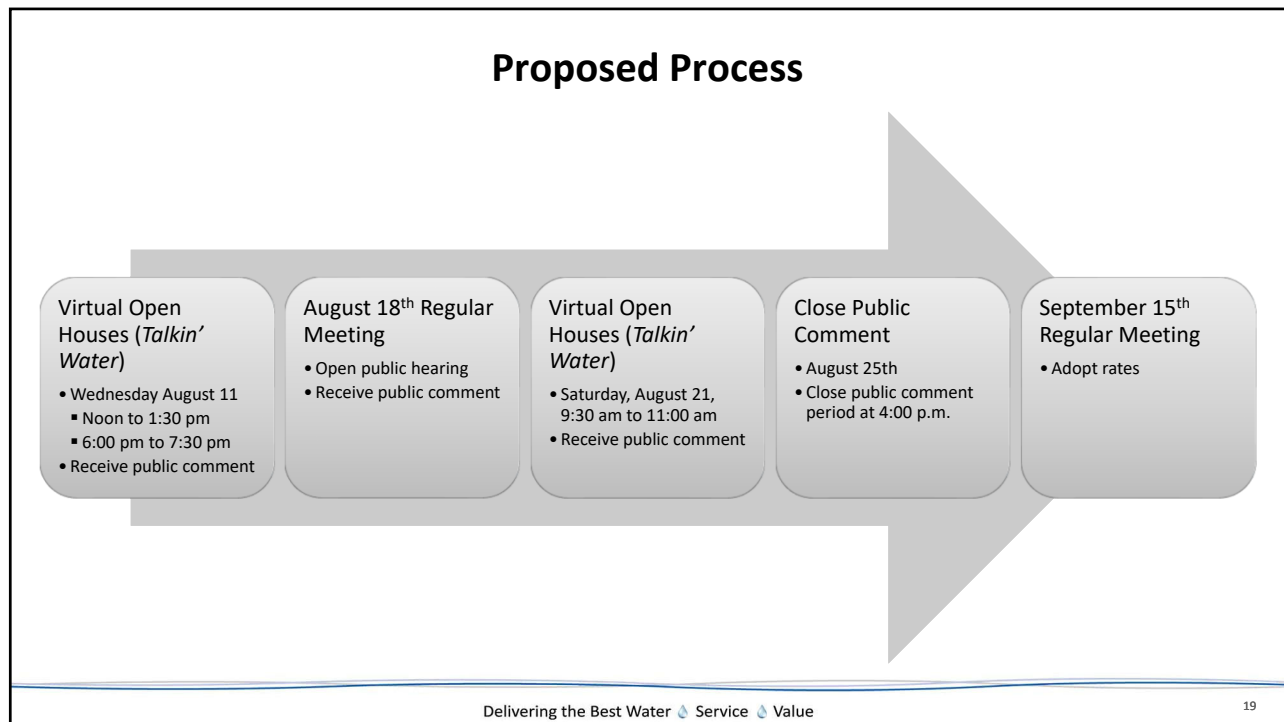 Proposed Process
Virtual Open
Houses (Talkin’
Water)
• Wednesday August 11
▪ Noon to 1:30 pm
▪ 6:00 pm to 7:30 pm
• Receive public comment
August 18th Regular
Meeting
• Open public hearing
• Receive public comment
Virtual Open
Houses (Talkin’
Water)
• Saturday, August 21,
9:30 am to 11:00 am
• Receive public comment
Close Public
Comment
• August 25th
• Close public comment
period at 4:00 p.m.
September 15th
Regular Meeting
• Adopt rates
Delivering the Best Water 💧 Service 💧 Value
19